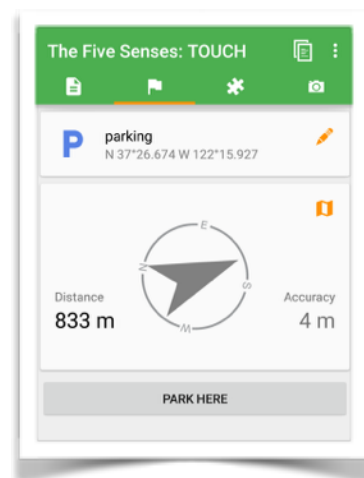 The Five Senses: TOUCH
P
parking
N 37°26.674 W 122°15.927
E
N
S
W
Distance
833 m
Accuracy
4 m
PARK HERE